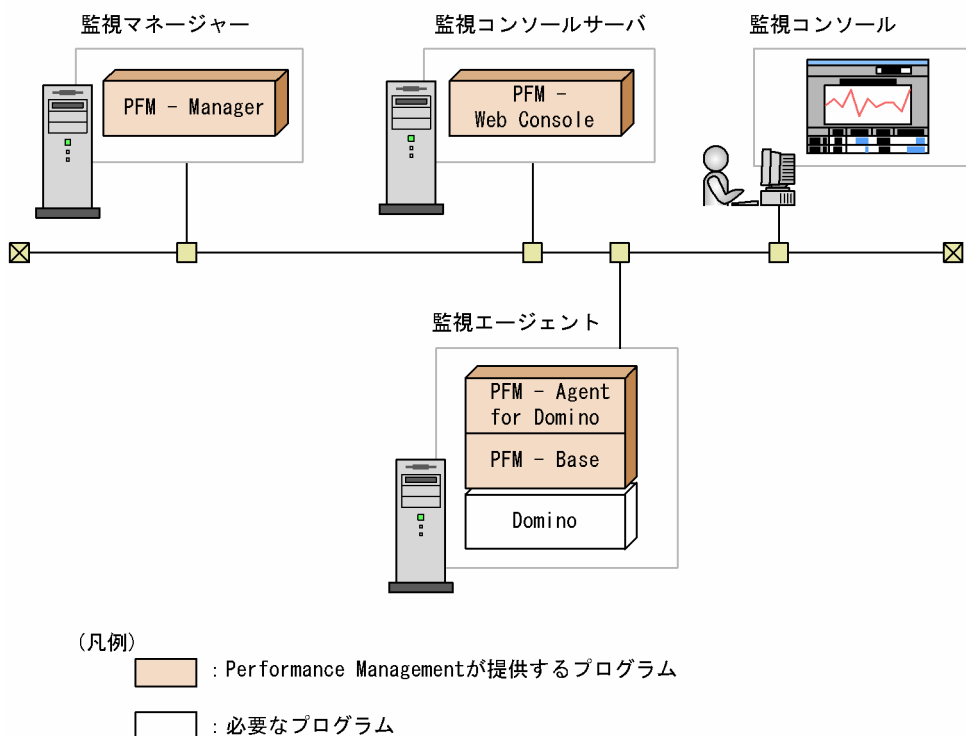 監視マネージャー
監視コンソールサーバ
監視コンソール
PFM - Manager
PFM -
Web Console
監視エージェント
PFM - Agent
for Domino
PFM - Base
Domino
(凡例)
:Performance Managementが提供するプログラム
:必要なプログラム